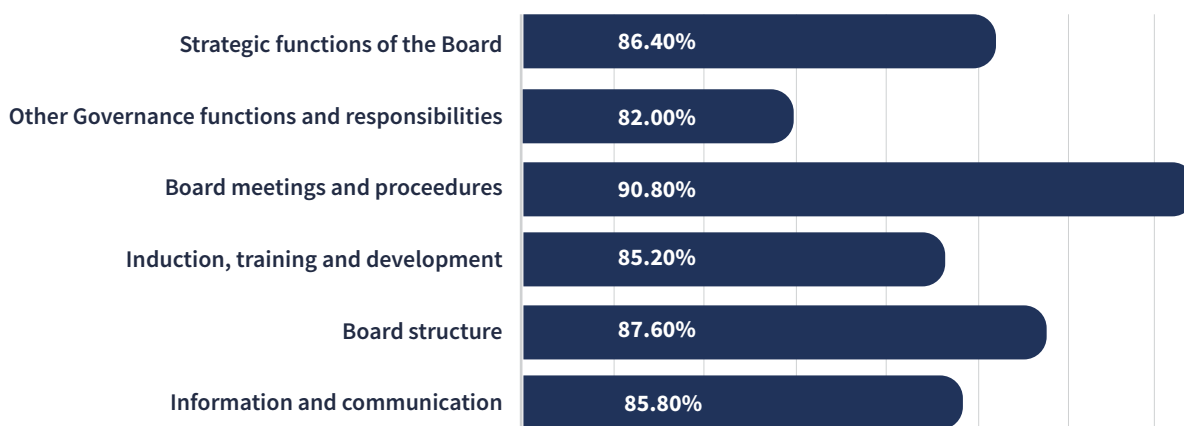 Strategic functions of the Board 86.40%
Other Governance functions and responsibilities 82.00%
Board meetings and proceedures 90.80%
Induction, training and development 85.20%
Board structure 87.60%
Information and communication 85.80%